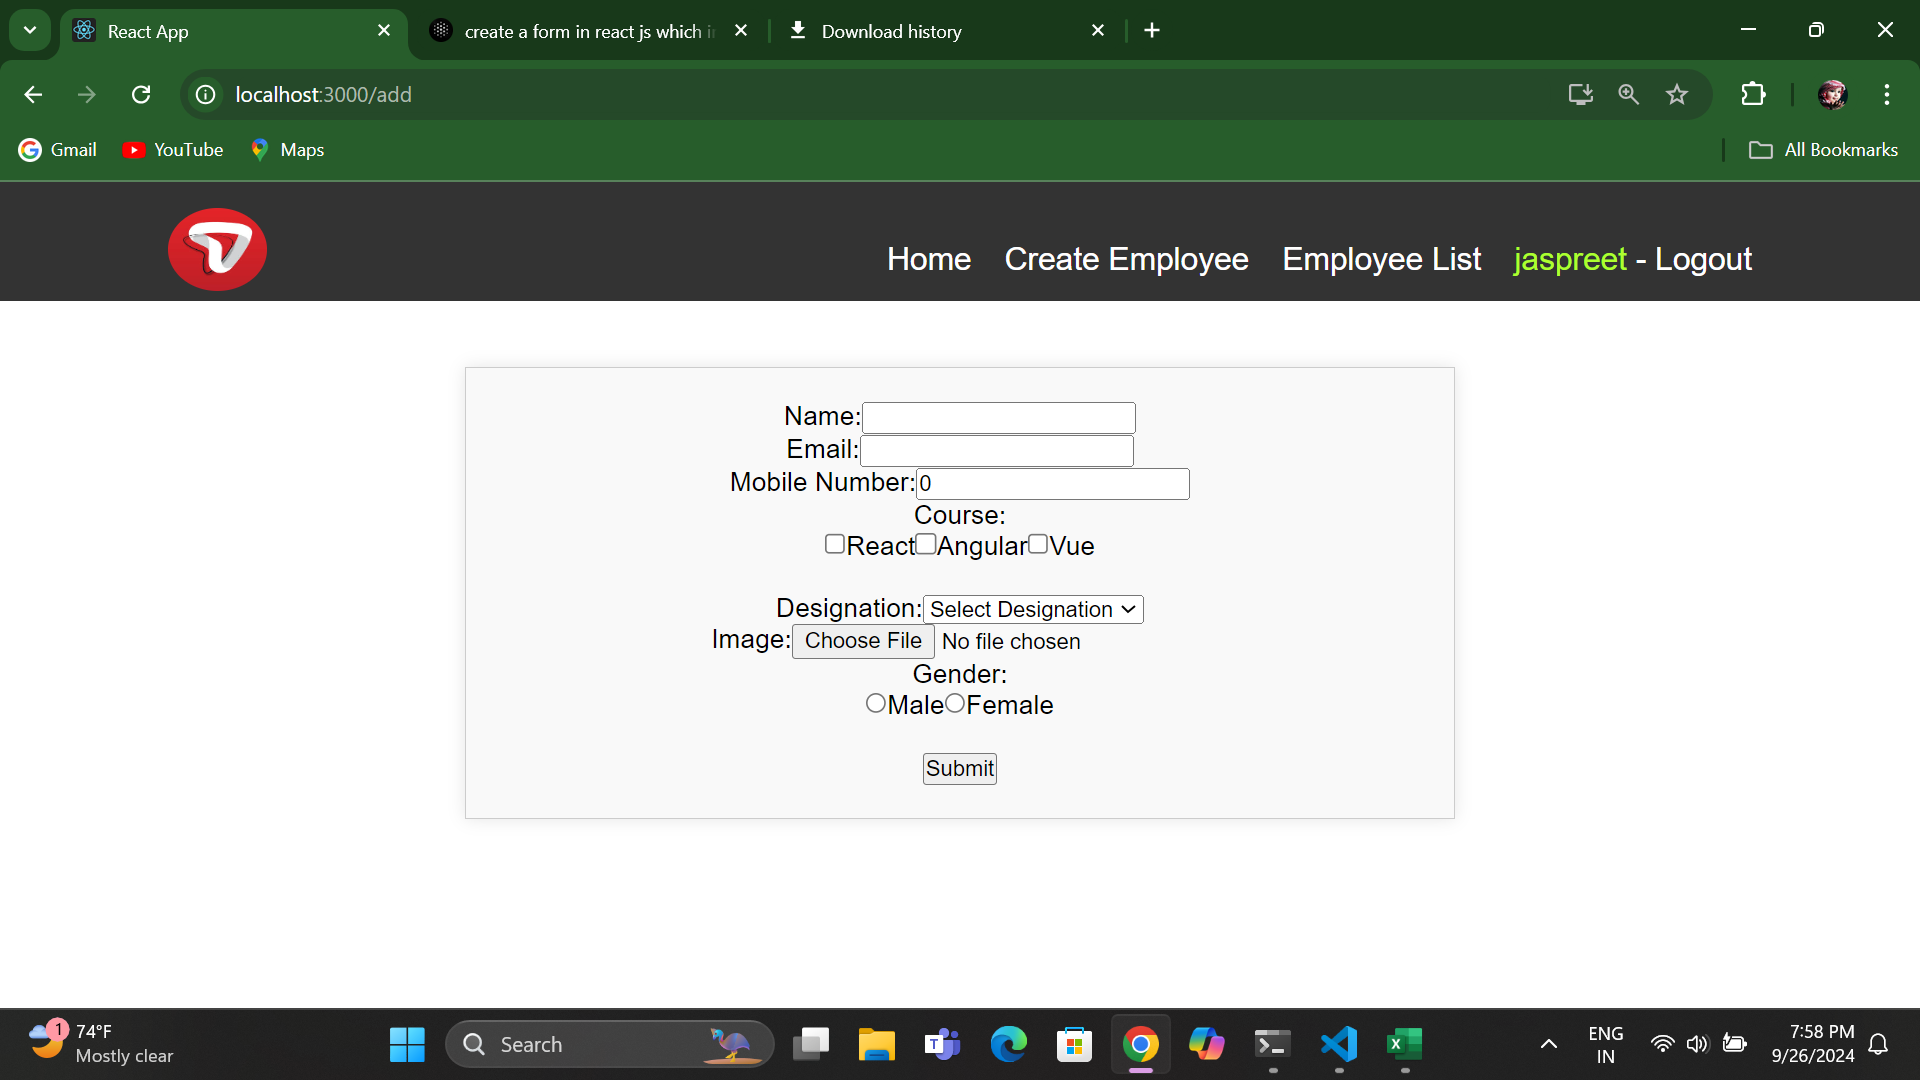 React App
create a form in react js which i
Download history
localhost:3000/add
Gmail
YouTube
Maps
All Bookmarks
Home
Create Employee
Employee List
jaspreet - Logout
Name:
Email:
Mobile Number:0
Course:
React Angular Vue
Designation: Select Designation
Image: Choose File No file chosen
Gender:
Male Female
Submit
1
74°F
Mostly clear
Search
ENG
IN
7:58 PM
9/26/2024